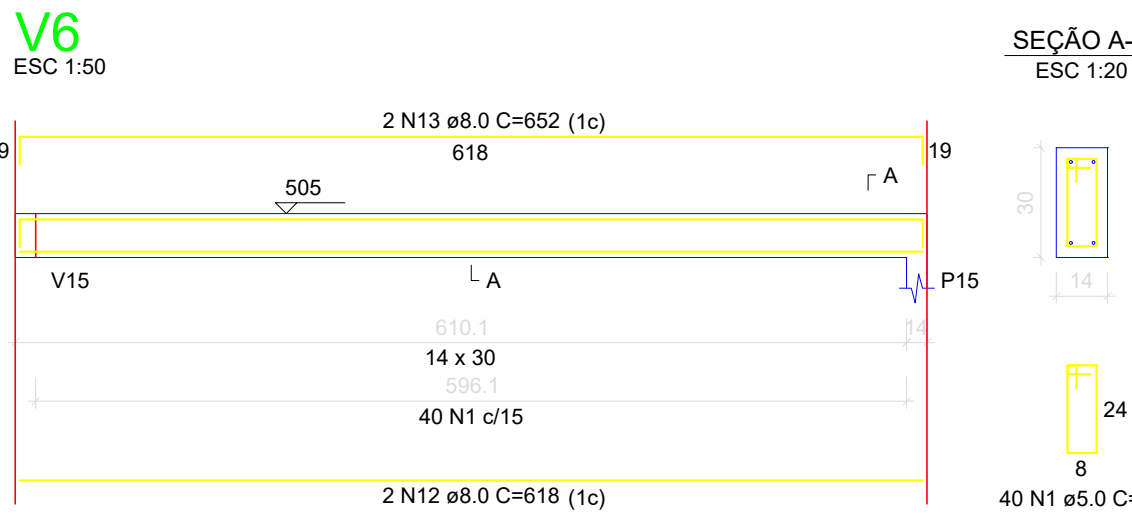 V6
ESC 1:50
SEÇÃO A-
ESC 1:20
2 N13 ø8.0 C=652 (1c)
618
9
19
A
505
30
V15
A
P15
14
610.1
14
14 x 30
596.1
40 N1 c/15
24
8
2 N12 ø8.0 C=618 (1c)
40 N1 ø5.0 C=